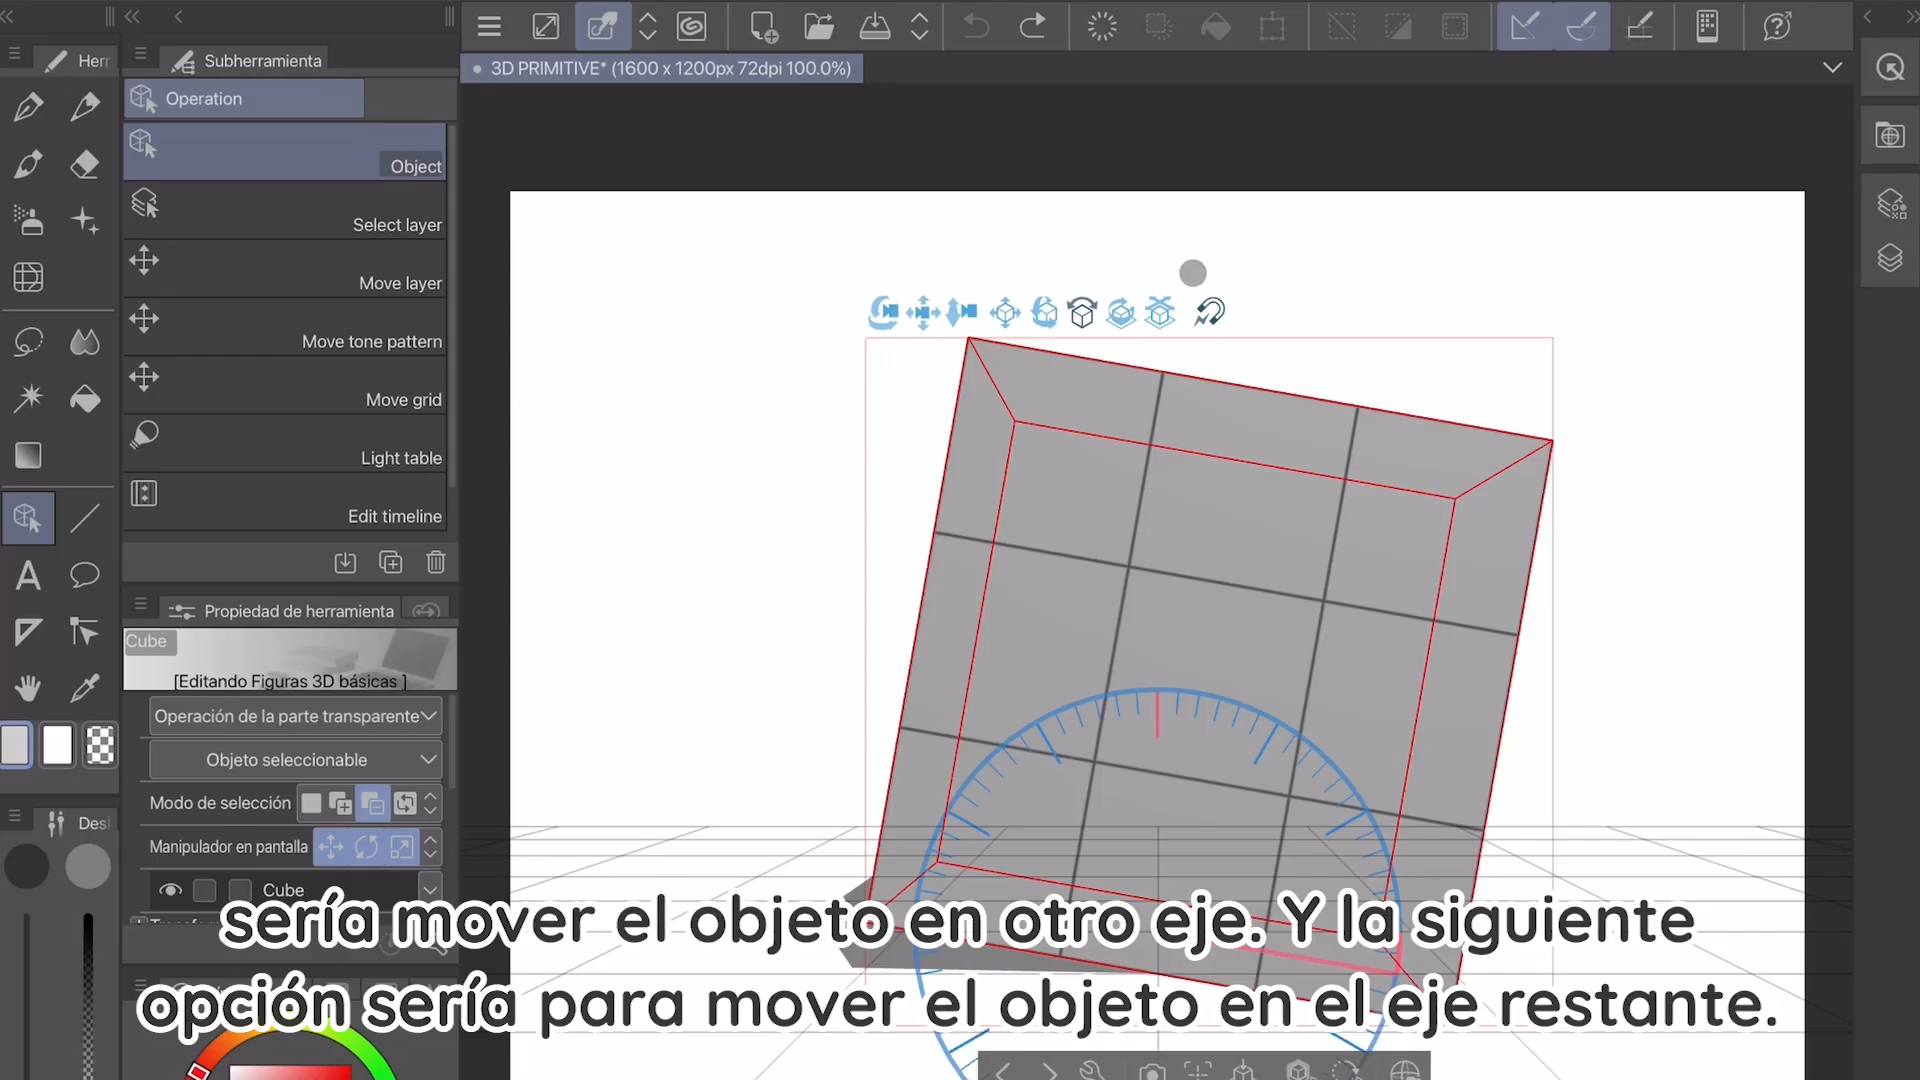 Herr
Subherramienta
Operation
Object
Select layer
Move layer
Move tone pattern
Move grid
Light table
Edit timeline
3D PRIMITIVE* (1600 x 1200px 72dpi 100.0%)
Propiedad de herramienta
Cube
[Editando Figuras 3D básicas ]
Operación de la parte transparente
Objeto seleccionable
Modo de selección
Manipulador en pantalla
Cube
sería mover el objeto en otro eje. Y la siguiente
opción sería para mover el objeto en el eje restante.